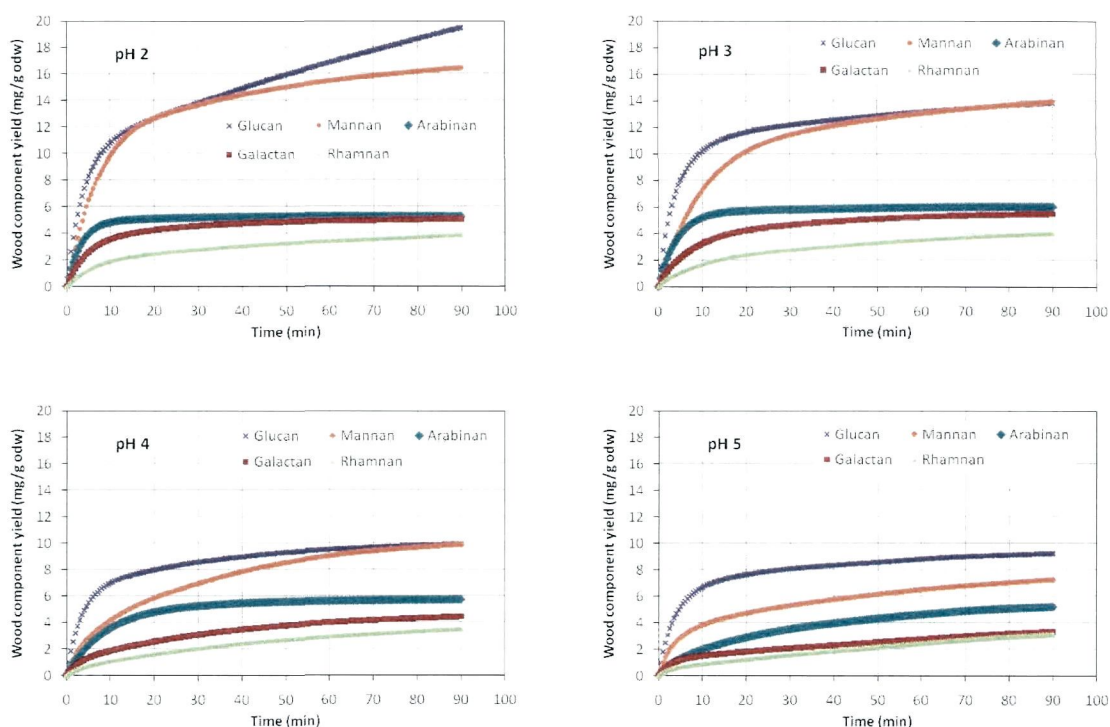 pH 2
Wood component yield (mg/g odw)
20
18
16
14
12
10
8
6
4
2
0
Glucan Mannan Arabinan
Galactan Rhamnan
0 10 20 30 40 50 60 70 80 90 100
Time (min)
pH 3
Wood component yield (mg/g odw)
20
18
16
14
12
10
8
6
4
2
0
Glucan Mannan Arabinan
Galactan Rhamnan
0 10 20 30 40 50 60 70 80 90 100
Time (min)
pH 4
Wood component yield (mg/g odw)
20
18
16
14
12
10
8
6
4
2
0
Glucan Mannan Arabinan
Galactan Rhamnan
0 10 20 30 40 50 60 70 80 90 100
Time (min)
pH 5
Wood component yield (mg/g odw)
20
18
16
14
12
10
8
6
4
2
0
Glucan Mannan Arabinan
Galactan Rhamnan
0 10 20 30 40 50 60 70 80 90 100
Time (min)